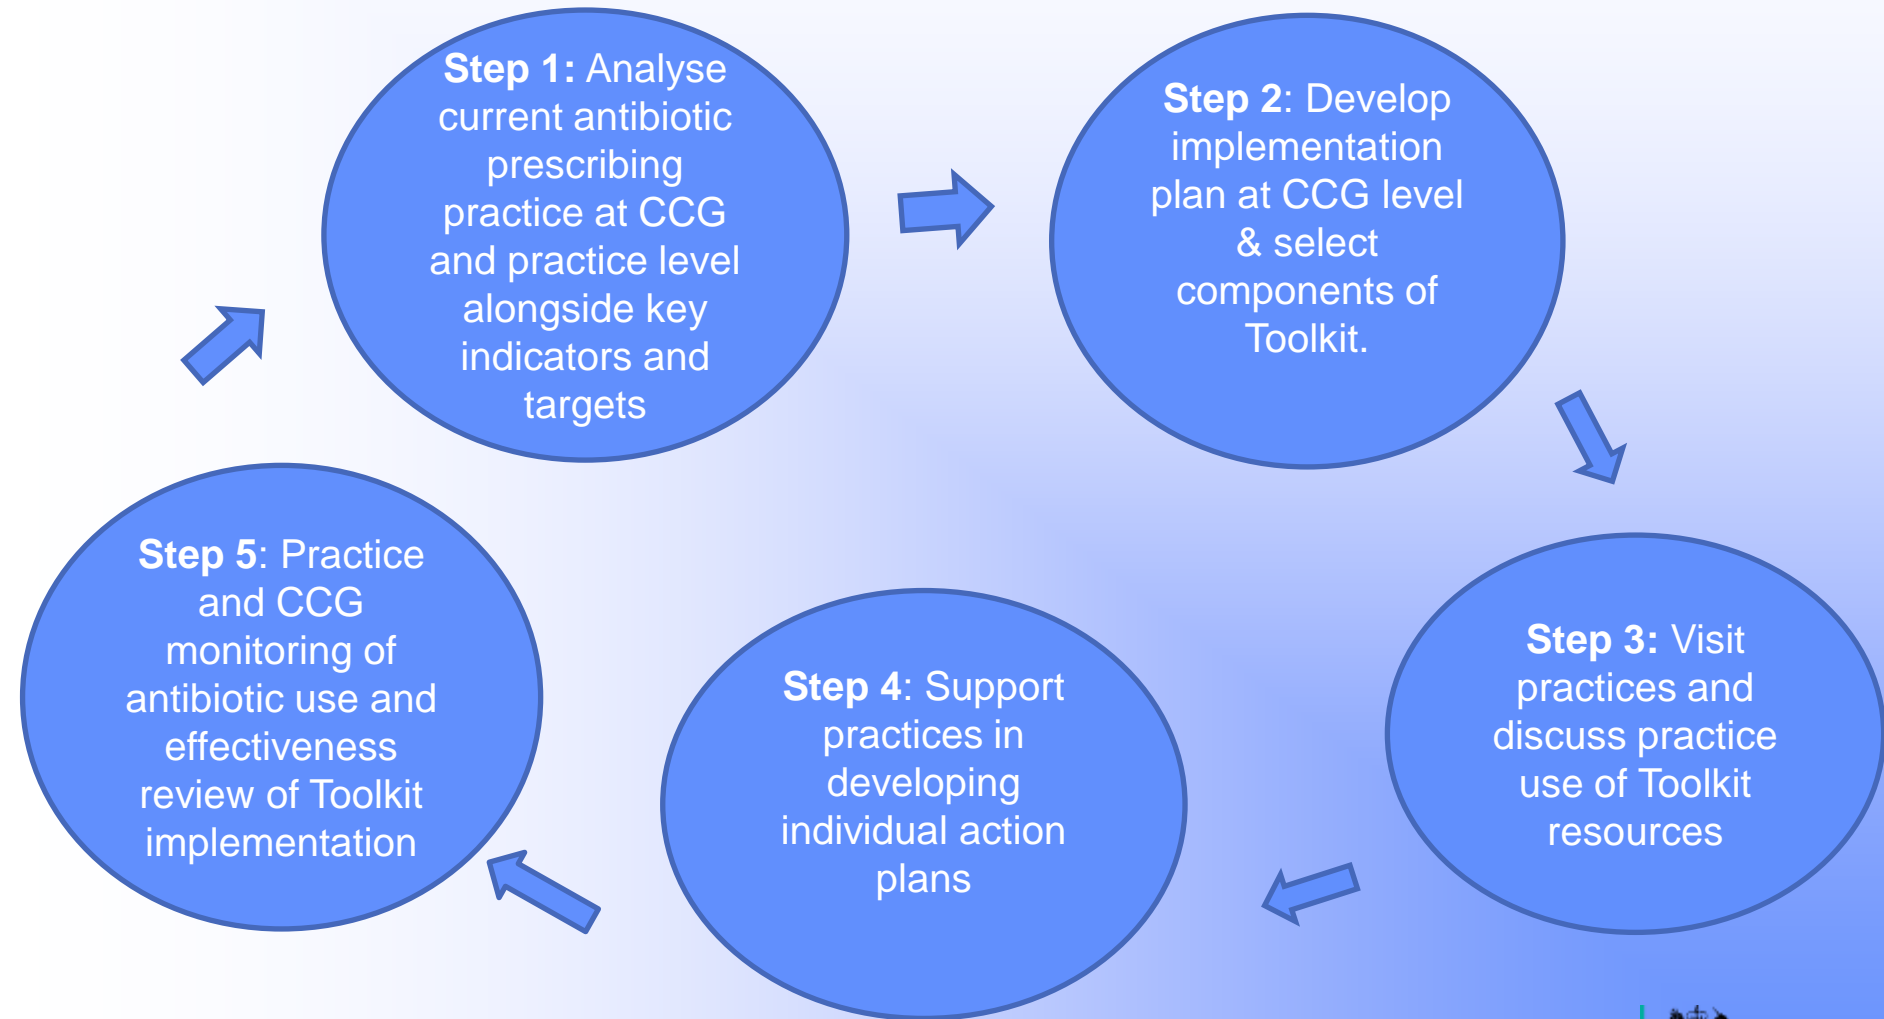 Step 1: Analyse
current antibiotic
prescribing
practice at CCG
and practice level
alongside key
indicators and
targets
Step 2: Develop
implementation
plan at CCG level
& select
components of
Toolkit.
Step 3: Visit
practices and
discuss practice
use of Toolkit
resources
Step 4: Support
practices in
developing
individual action
plans
Step 5: Practice
and CCG
monitoring of
antibiotic use and
effectiveness
review of Toolkit
implementation